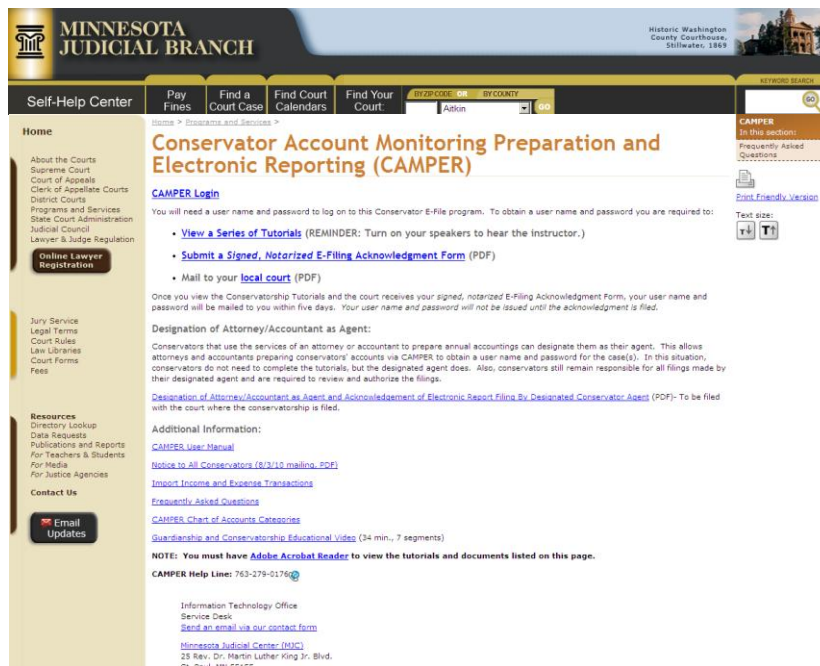 MINNESOTA
JUDICIAL BRANCH
Historic Washington
County Courthouse,
Stillwater, 1869
KEYWORD SEARCH
GO
Self-Help Center
Pay
Fines
Find a
Court Case
Find Court
Calendars
Find Your
Court:
BY ZIP CODE OR BY COUNTY
Aitkin
GO
Home
About the Courts
Supreme Court
Court of Appeals
Clerk of Appellate Courts
District Courts
Programs and Services
State Court Administration
Judicial Council
Lawyer & Judge Regulation
Online Lawyer
Registration
Jury Service
Legal Terms
Court Rules
Law Libraries
Court Forms
Fees
Resources
Directory Lookup
Data Requests
Publications and Reports
For Teachers & Students
For Media
For Justice Agencies
Contact Us
Email
Updates
Home > Programs and Services >
Conservator Account Monitoring Preparation and
Electronic Reporting (CAMPER)
CAMPER Login
You will need a user name and password to log on to this Conservator E-File program. To obtain a user name and password you are required to:
• View a Series of Tutorials (REMINDER: Turn on your speakers to hear the instructor.)
• Submit a Signed, Notarized E-Filing Acknowledgment Form (PDF)
• Mail to your local court (PDF)
Once you view the Conservatorship Tutorials and the court receives your signed, notarized E-Filing Acknowledgment Form, your user name and
password will be mailed to you within five days. Your user name and password will not be issued until the acknowledgment is filed.
Designation of Attorney/Accountant as Agent:
Conservators that use the services of an attorney or accountant to prepare annual accountings can designate them as their agent. This allows
attorneys and accountants preparing conservators' accounts via CAMPER to obtain a user name and password for the case(s). In this situation,
conservators do not need to complete the tutorials, but the designated agent does. Also, conservators still remain responsible for all filings made by
their designated agent and are required to review and authorize the filings.
Designation of Attorney/Accountant as Agent and Acknowledgement of Electronic Report Filing By Designated Conservator Agent (PDF)- To be filed
with the court where the conservatorship is filed.
Additional Information:
CAMPER User Manual
Notice to All Conservators (8/3/10 mailing, PDF)
Import Income and Expense Transactions
Frequently Asked Questions
CAMPER Chart of Accounts Categories
Guardianship and Conservatorship Educational Video (34 min., 7 segments)
NOTE: You must have Adobe Acrobat Reader to view the tutorials and documents listed on this page.
CAMPER Help Line: 763-279-0176
Information Technology Office
Service Desk
Send an email via our contact form
Minnesota Judicial Center (MJC)
25 Rev. Dr. Martin Luther King Jr. Blvd.
CAMPER
In this section:
Frequently Asked
Questions
Print Friendly Version
Text size:
T T